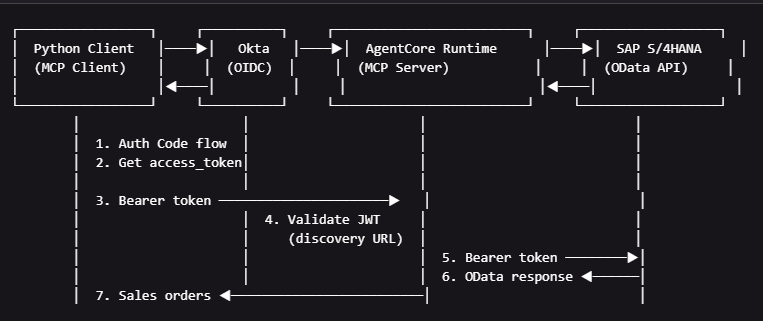 Python Client
Okta
AgentCore Runtime
SAP S/4HANA
(MCP Client)
(OIDC)
(MCP Server)
(OData API)
1. Auth Code flow
2. Get access_token
3. Bearer token
4. Validate JWT
(discovery URL)
5. Bearer token
6. OData response
7. Sales orders